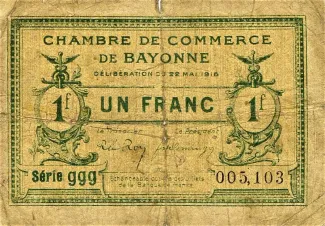 CHAMBRE DE COMMERCE
DE BAYONNE
DÉLIBÉRATION DU 22 MAI 1916
1f UN FRANC 1f
Le Trésorier Le Président
Série ggg
005,103